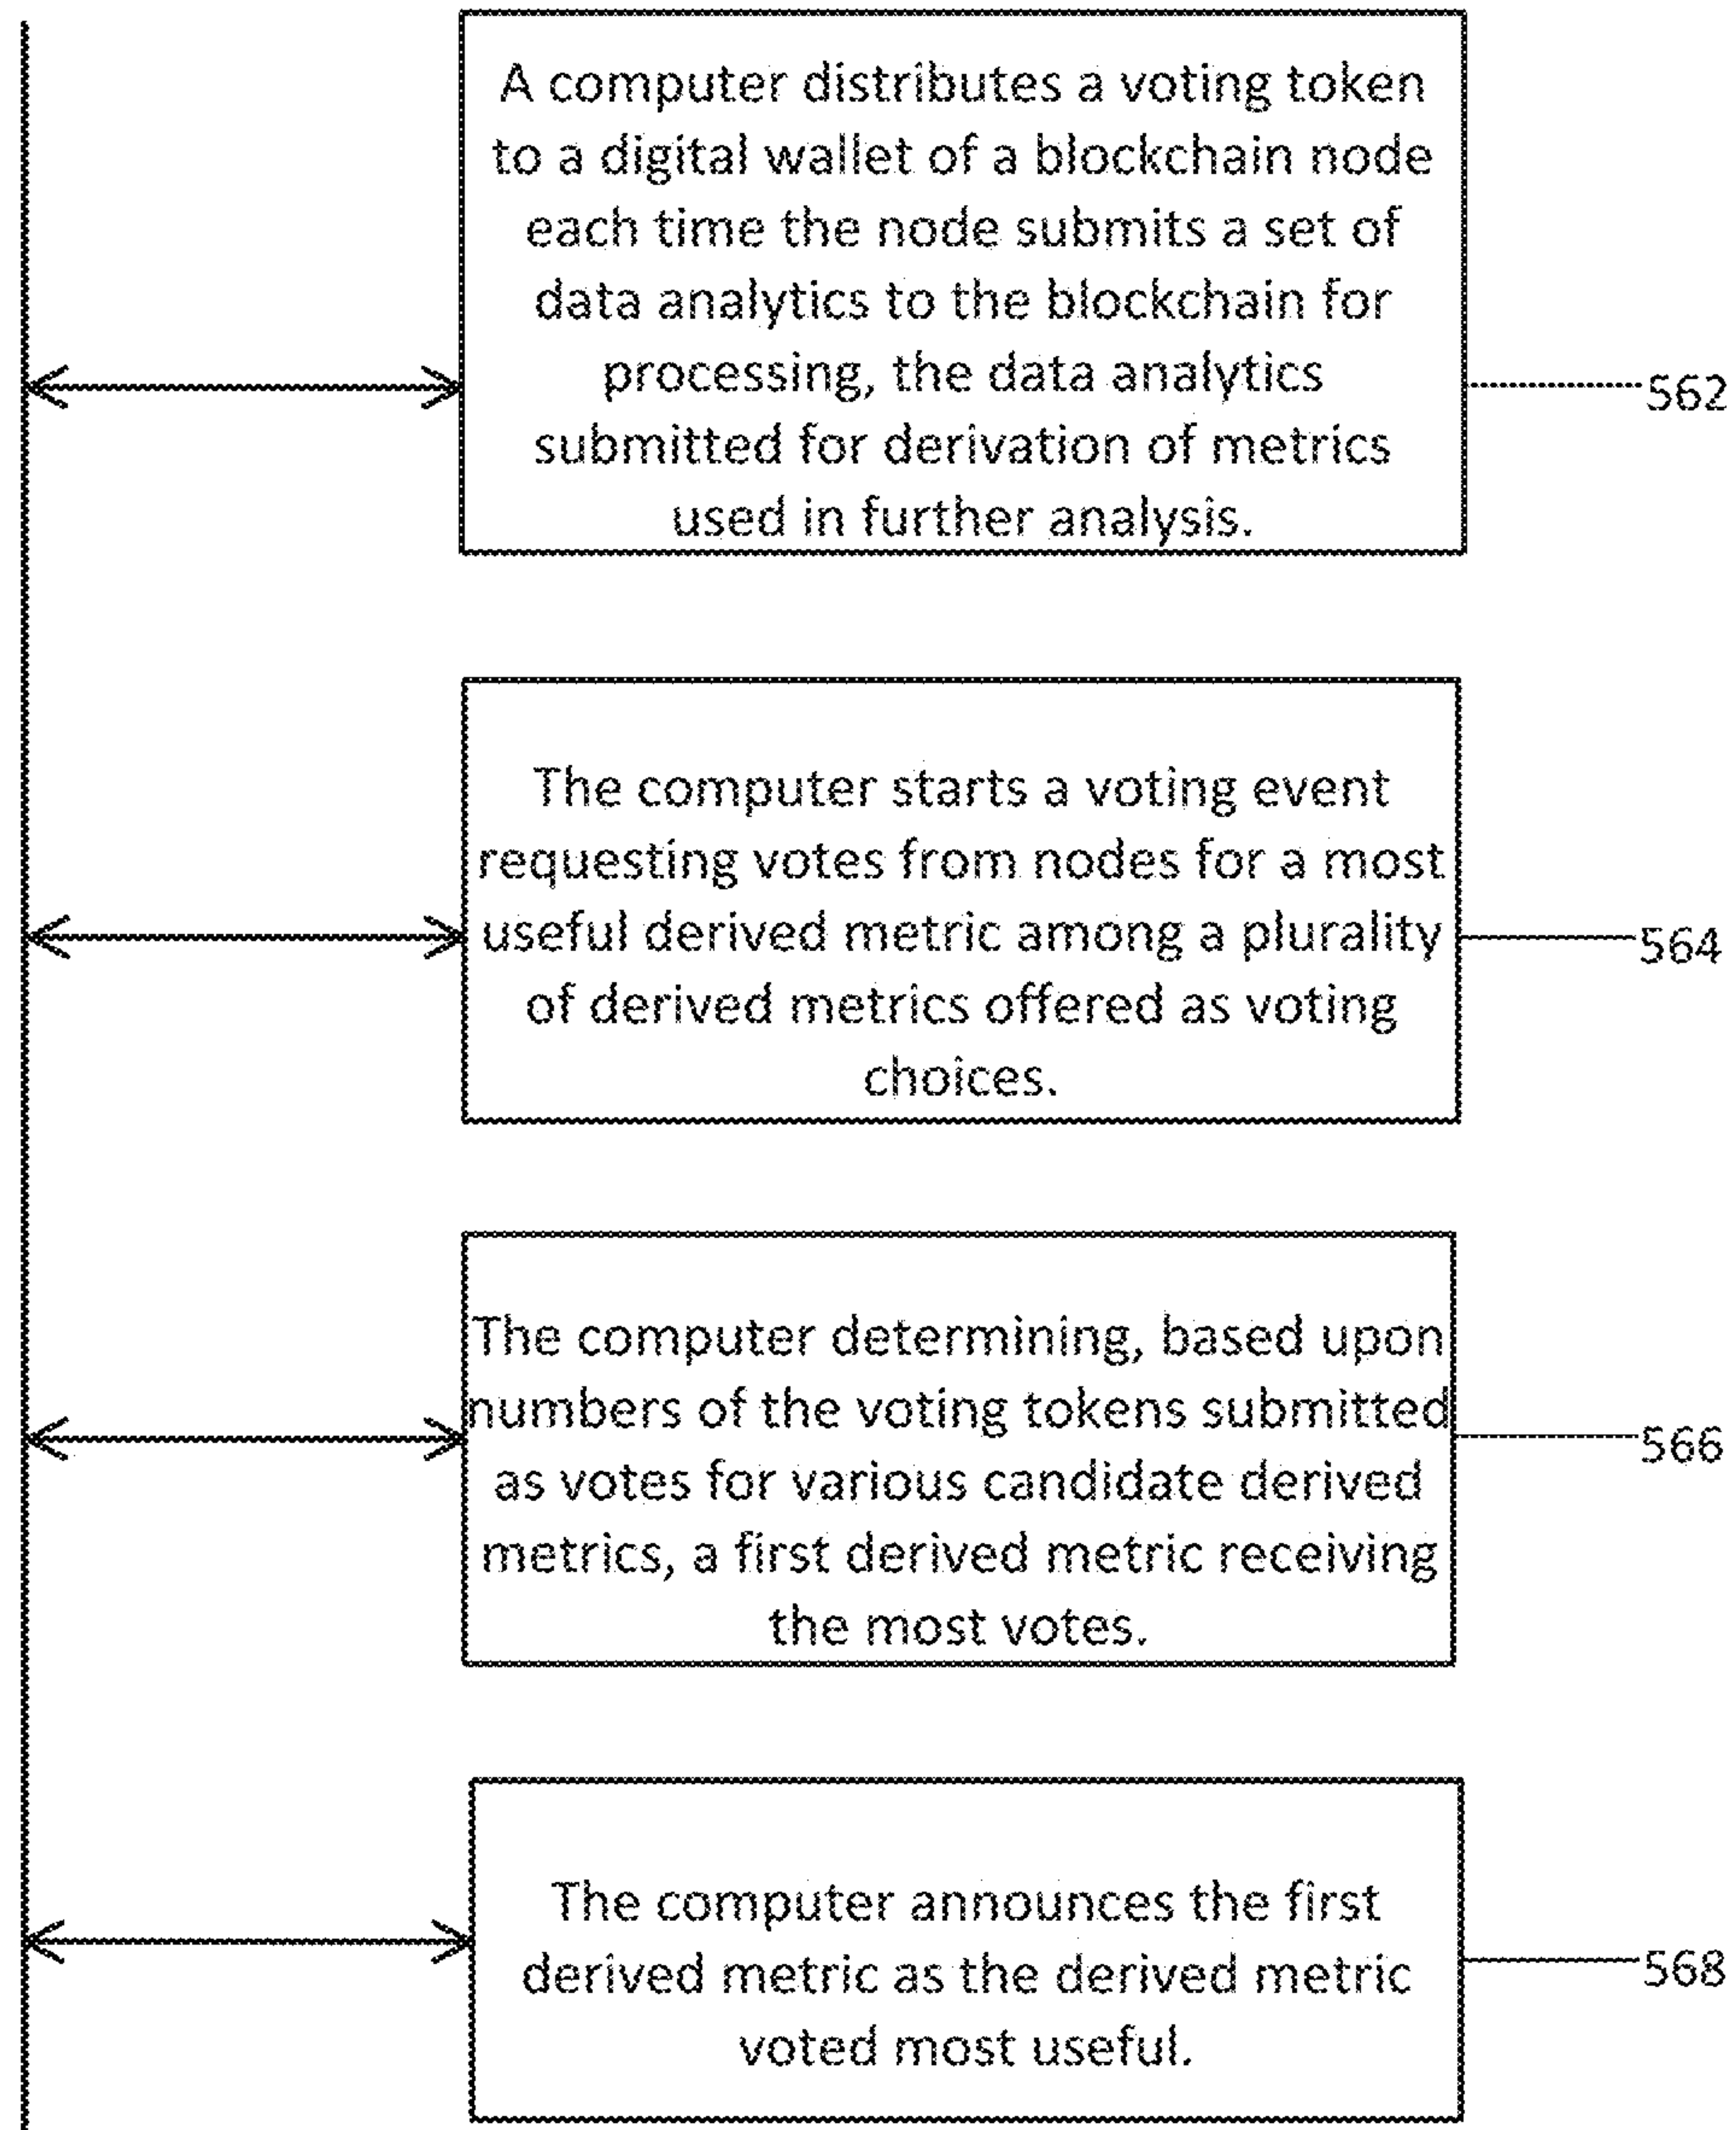 A computer distributes a voting token
to a digital wallet of a blockchain node
each time the node submits a set of
data analytics to the blockchain for
processing, the data analytics
submitted for derivation of metrics
used in further analysis.
562
The computer starts a voting event
requesting votes from nodes for a most
useful derived metric among a plurality
of derived metrics offered as voting
choices.
564
The computer determining, based upon
numbers of the voting tokens submitted
as votes for various candidate derived
metrics, a first derived metric receiving
the most votes.
566
The computer announces the first
derived metric as the derived metric
voted most useful.
568